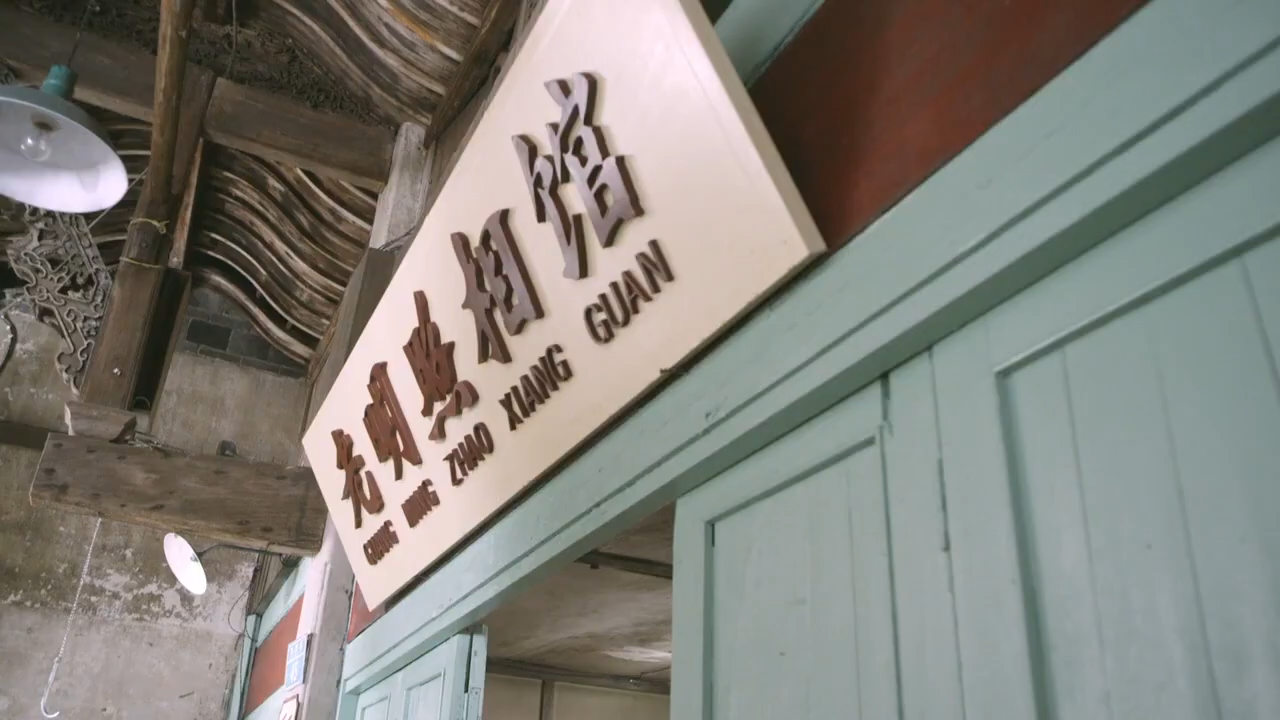 光明照相馆
GUANG MING ZHAO XIANG GUAN